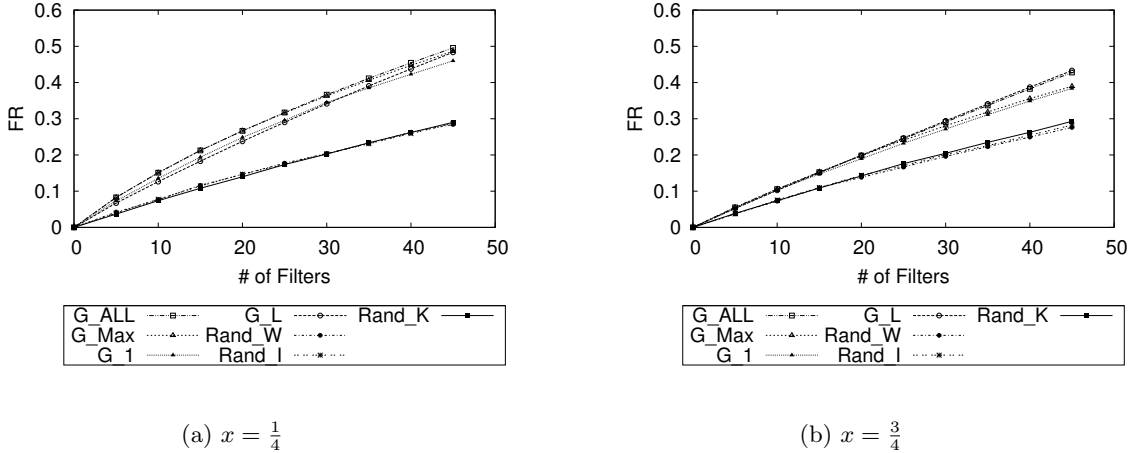 0.6
0.5
0.4
0.3
0.2
0.1
0
FR
0 10 20 30 40 50
# of Filters
G_ALL G_L Rand_K
G_Max Rand_W
G_1 Rand_I
(a) x = 1/4
0.6
0.5
0.4
0.3
0.2
0.1
0
FR
0 10 20 30 40 50
# of Filters
G_ALL G_L Rand_K
G_Max Rand_W
G_1 Rand_I
(b) x = 3/4